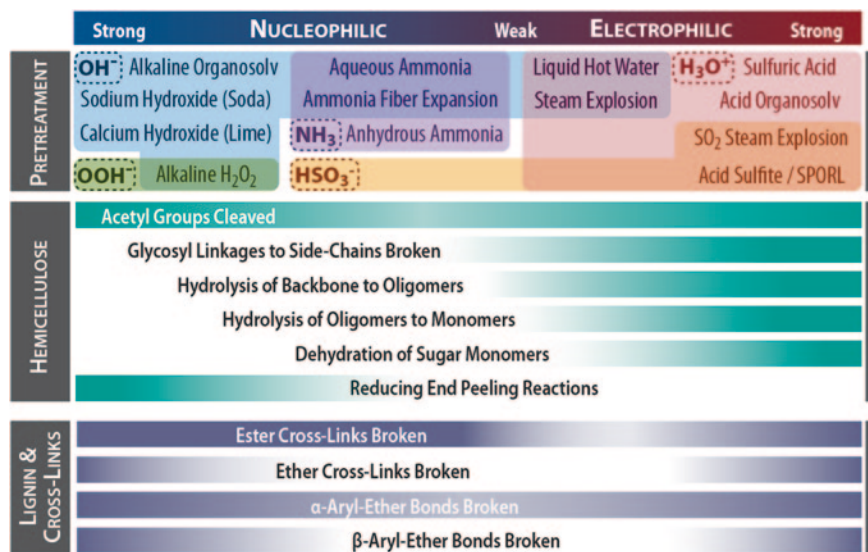 Strong NUCLEOPHILIC Weak ELECTROPHILIC Strong
PRETREATMENT
OH⁻ Alkaline Organosolv Aqueous Ammonia Liquid Hot Water H₃O⁺ Sulfuric Acid
Sodium Hydroxide (Soda) Ammonia Fiber Expansion Steam Explosion Acid Organosolv
Calcium Hydroxide (Lime) NH₃ Anhydrous Ammonia SO₂ Steam Explosion
OOH⁻ Alkaline H₂O₂ HSO₃⁻ Acid Sulfite / SPORL
HEMICELLULOSE
Acetyl Groups Cleaved
Glycosyl Linkages to Side-Chains Broken
Hydrolysis of Backbone to Oligomers
Hydrolysis of Oligomers to Monomers
Dehydration of Sugar Monomers
Reducing End Peeling Reactions
LIGNIN &
CROSS-LINKS
Ester Cross-Links Broken
Ether Cross-Links Broken
α-Aryl-Ether Bonds Broken
β-Aryl-Ether Bonds Broken